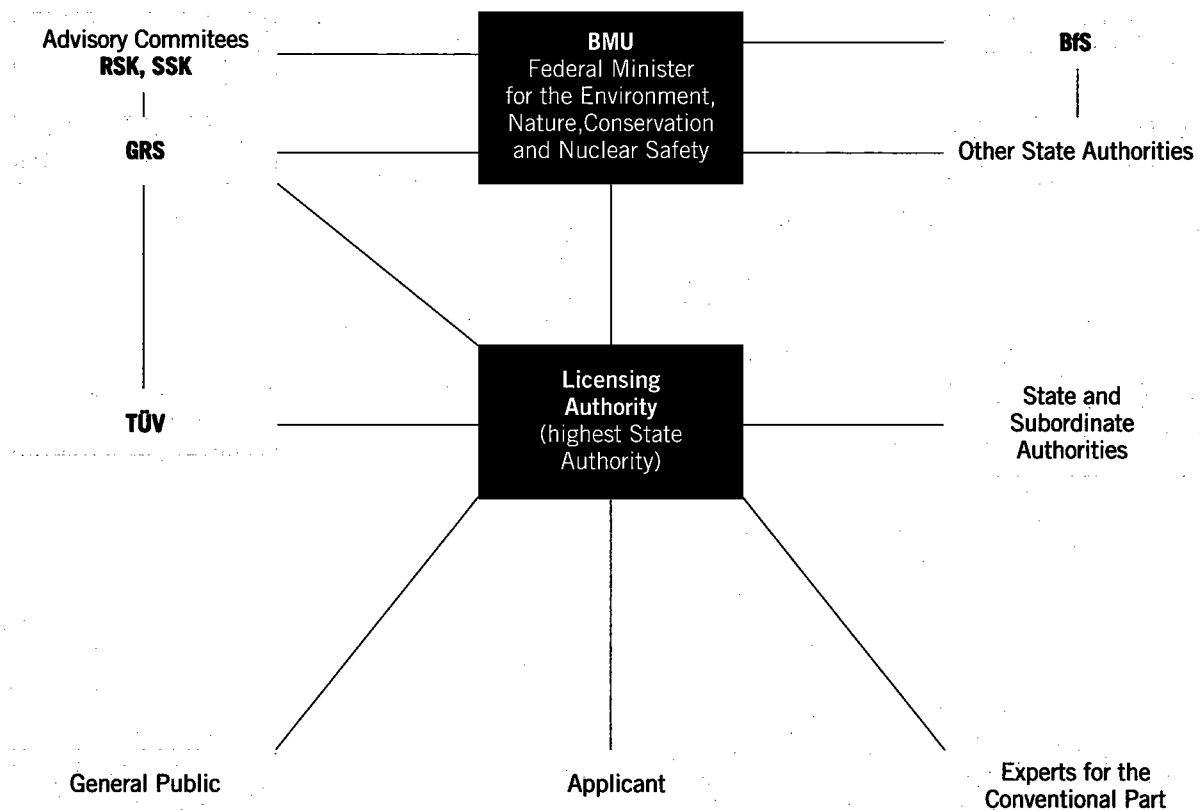 Advisory Commitees
RSK, SSK
BMU
Federal Minister
for the Environment,
Nature,Conservation
and Nuclear Safety
BfS
GRS
Other State Authorities
Licensing
Authority
(highest State
Authority)
TÜV
State and
Subordinate
Authorities
General Public
Applicant
Experts for the
Conventional Part